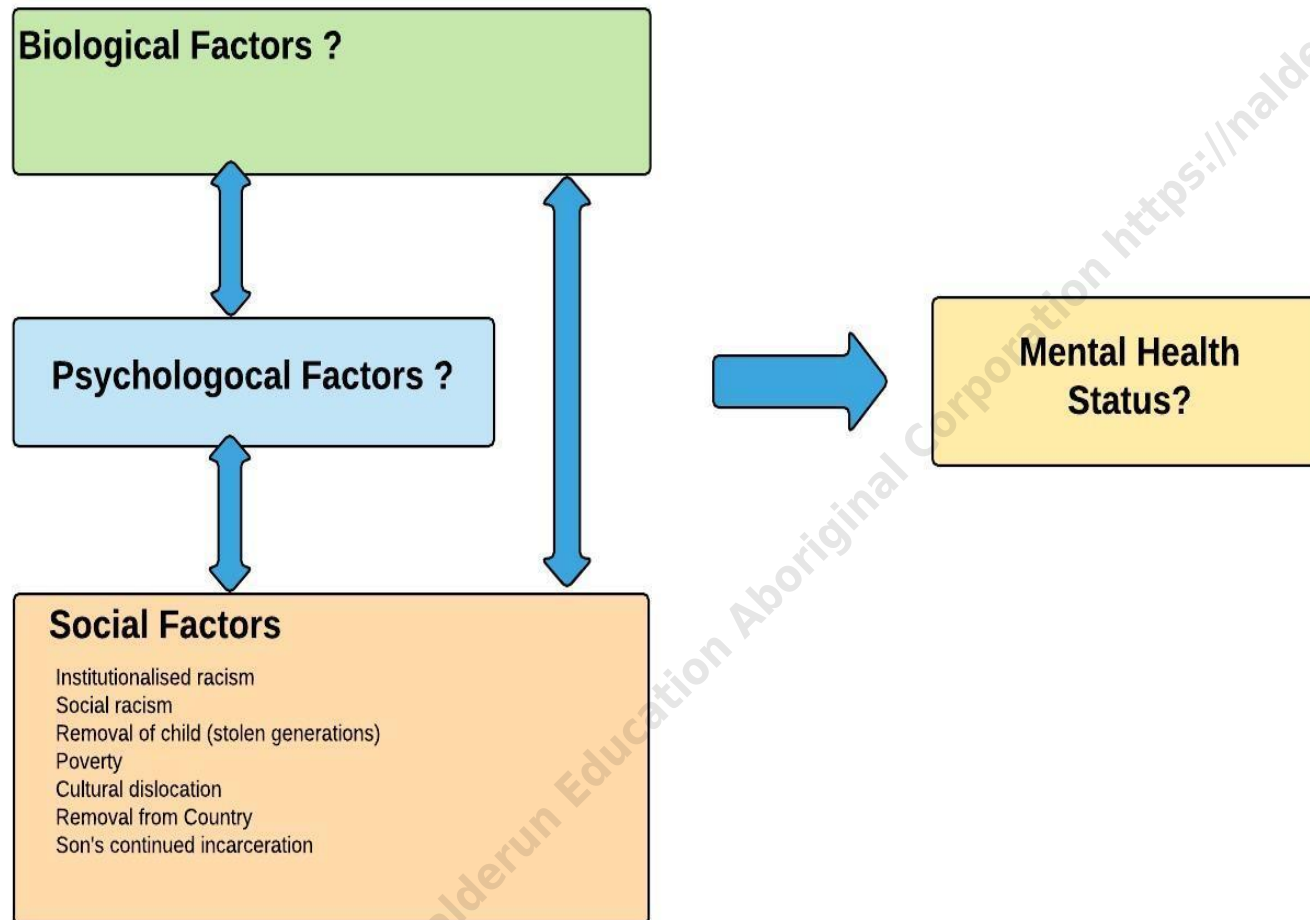 Biological Factors ?
Psychologocal Factors ?
Mental Health
Status?
Social Factors
Institutionalised racism
Social racism
Removal of child (stolen generations)
Poverty
Cultural dislocation
Removal from Country
Son's continued incarceration
Education Aboriginal Corporation https://